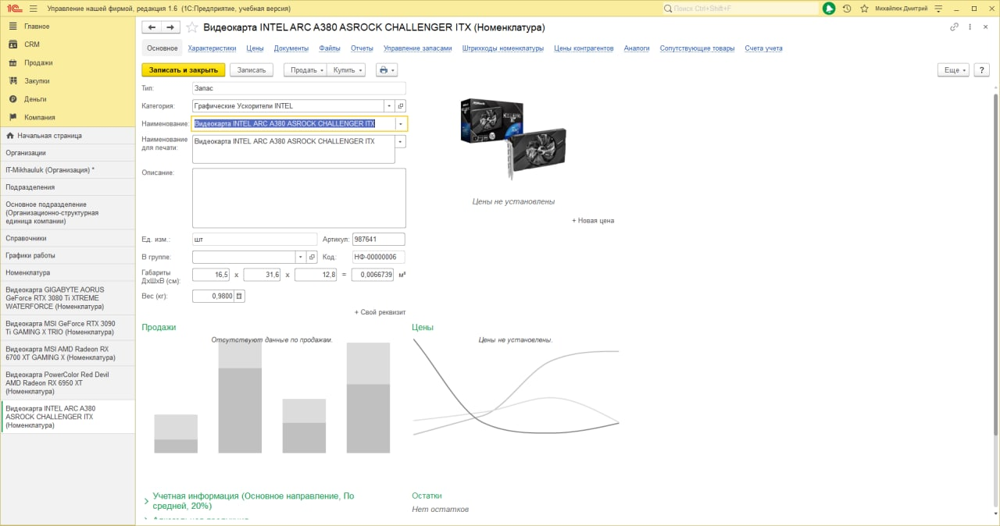 1С Управление нашей фирмой, редакция 1.6 (1С:Предприятие, учебная версия)
Поиск Ctrl+Shift+F
Михайлюк Дмитрий
Главное
CRM
Продажи
Закупки
Деньги
Компания
Начальная страница
Организации
IT-Mikhauluk (Организация) *
Подразделения
Основное подразделение
(Организационно-структурная
единица компании)
Справочники
Графики работы
Номенклатура
Видеокарта GIGABYTE AORUS
GeForce RTX 3080 Ti XTREME
WATERFORCE (Номенклатура)
Видеокарта MSI GeForce RTX 3090
Ti GAMING X TRIO (Номенклатура)
Видеокарта MSI AMD Radeon RX
6700 XT GAMING X (Номенклатура)
Видеокарта PowerColor Red Devil
AMD Radeon RX 6950 XT
(Номенклатура)
Видеокарта INTEL ARC A380
ASROCK CHALLENGER ITX
(Номенклатура)
Видеокарта INTEL ARC A380 ASROCK CHALLENGER ITX (Номенклатура)
Основное Характеристики Цены Документы Файлы Отчеты Управление запасами Штрихкоды номенклатуры Цены контрагентов Аналоги Сопутствующие товары Счета учета
Записать и закрыть Записать Продать Купить Еще ?
Тип: Запас
Категория: Графические Ускорители INTEL
Наименование: Видеокарта INTEL ARC A380 ASROCK CHALLENGER ITX
Наименование
для печати:
Видеокарта INTEL ARC A380 ASROCK CHALLENGER ITX
Описание:
Цены не установлены
+ Новая цена
Ед. изм.: шт Артикул: 987641
В группе: Код: НФ-00000006
Габариты
ДхШхВ (см):
16,5 x 31,6 x 12,8 = 0,0066739 м³
Вес (кг): 0,9800
+ Свой реквизит
Продажи
Отсутствуют данные по продажам.
Цены
Цены не установлены.
Учетная информация (Основное направление, По
средней, 20%)
Остатки
Нет остатков